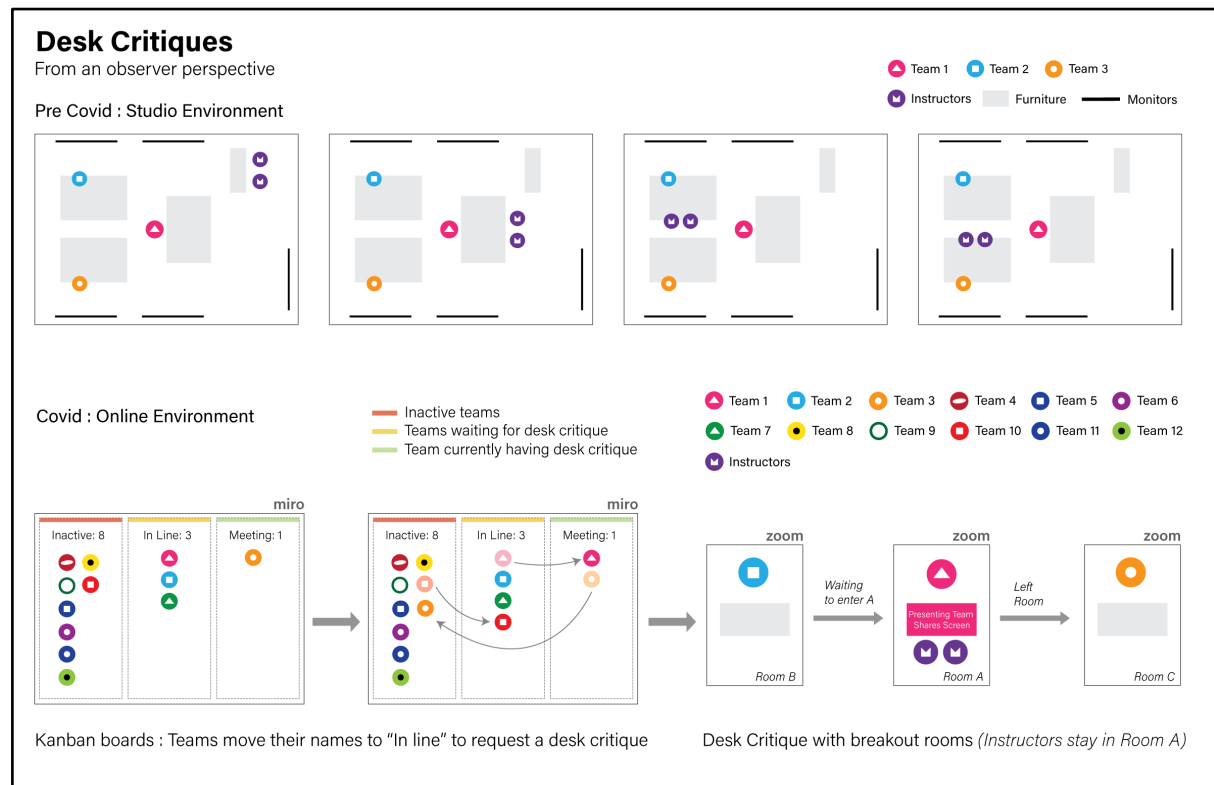 Desk Critiques
From an observer perspective
Team 1 Team 2 Team 3
Instructors Furniture Monitors
Pre Covid : Studio Environment
Covid : Online Environment
Inactive teams
Teams waiting for desk critique
Team currently having desk critique
Team 1 Team 2 Team 3 Team 4 Team 5 Team 6
Team 7 Team 8 Team 9 Team 10 Team 11 Team 12
Instructors
miro
Inactive: 8 In Line: 3 Meeting: 1
miro
Inactive: 8 In Line: 3 Meeting: 1
zoom
Room B
Waiting
to enter A
zoom
Presenting Team
Shares Screen
Room A
Left
Room
zoom
Room C
Kanban boards : Teams move their names to “In line” to request a desk critique
Desk Critique with breakout rooms (Instructors stay in Room A)